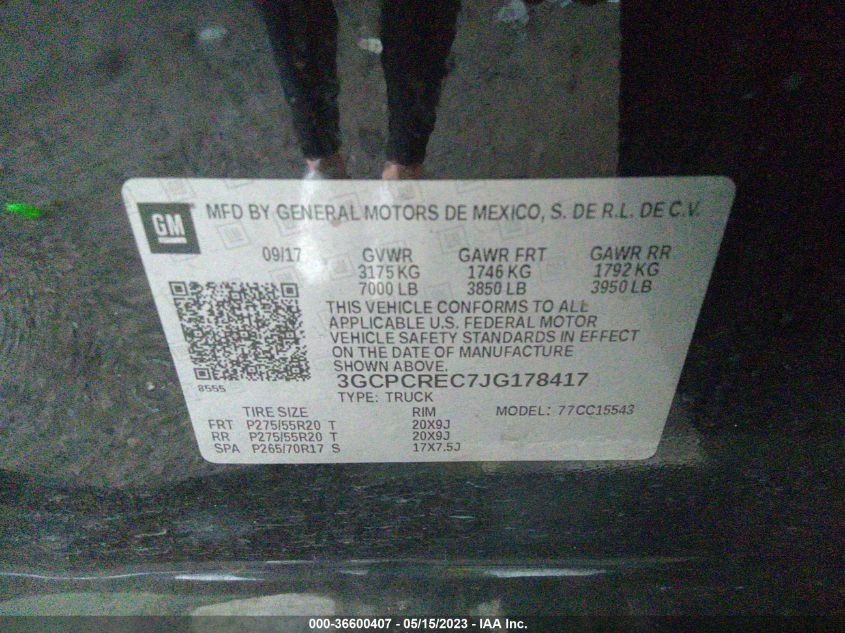 GM MFD BY GENERAL MOTORS DE MEXICO, S. DE R.L. DE C.V.
09/17 GVWR GAWR FRT GAWR RR
3175 KG 1746 KG 1792 KG
7000 LB 3850 LB 3950 LB
THIS VEHICLE CONFORMS TO ALL
APPLICABLE U.S. FEDERAL MOTOR
VEHICLE SAFETY STANDARDS IN EFFECT
ON THE DATE OF MANUFACTURE
SHOWN ABOVE.
8555
3GCPCREC7JG178417
TYPE: TRUCK
TIRE SIZE RIM MODEL: 77CC15543
FRT P275/55R20 T 20X9J
RR P275/55R20 T 20X9J
SPA P265/70R17 S 17X7.5J
000-36600407 - 05/15/2023 - IAA Inc.